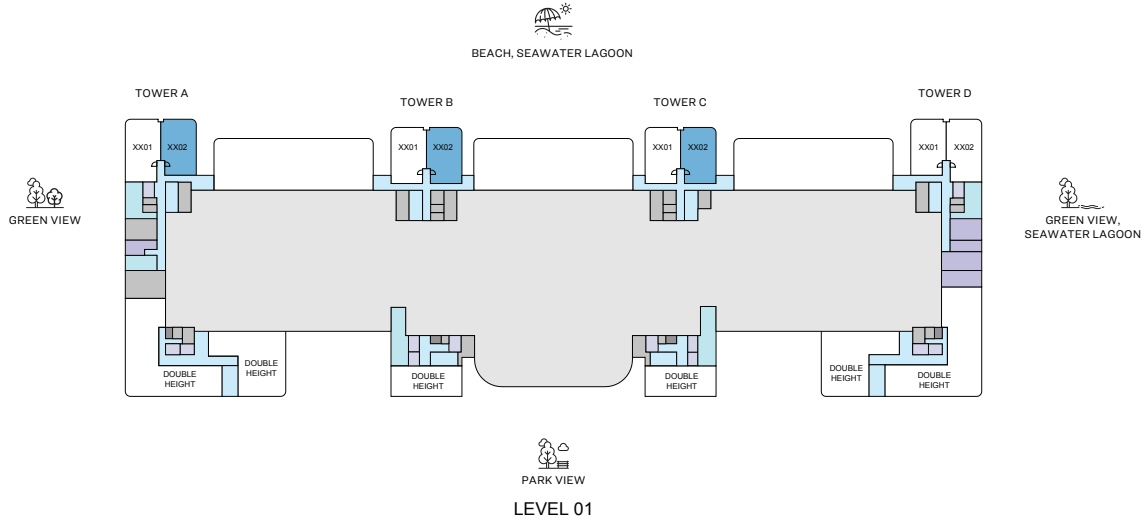 BEACH, SEAWATER LAGOON
TOWER A
TOWER B
TOWER C
TOWER D
XX01
XX02
XX01
XX02
XX01
XX02
XX01
XX02
GREEN VIEW
GREEN VIEW,
SEAWATER LAGOON
DOUBLE
HEIGHT
DOUBLE
HEIGHT
DOUBLE
HEIGHT
DOUBLE
HEIGHT
DOUBLE
HEIGHT
DOUBLE
HEIGHT
PARK VIEW
LEVEL 01